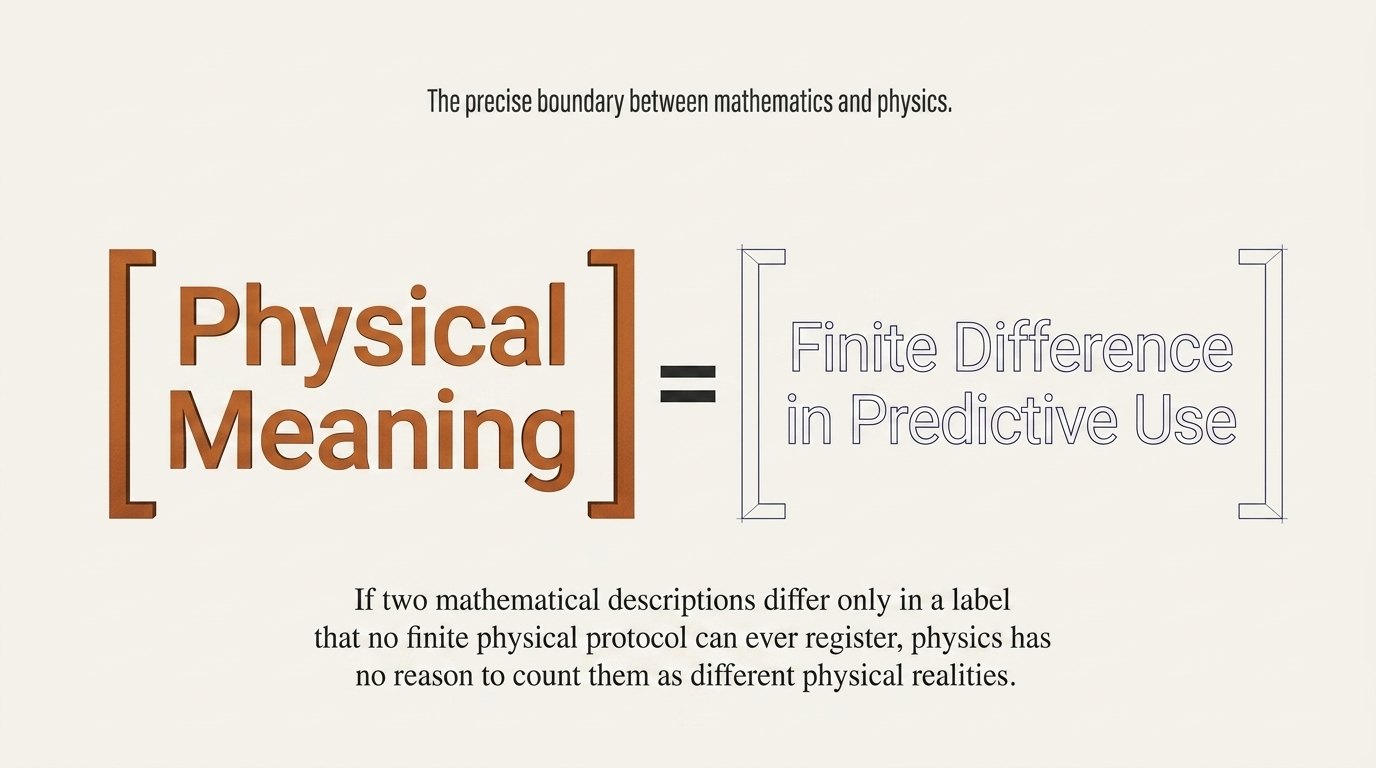 The precise boundary between mathematics and physics.
[Physical
Meaning]
=
[Finite Difference
in Predictive Use]
If two mathematical descriptions differ only in a label
that no finite physical protocol can ever register, physics has
no reason to count them as different physical realities.